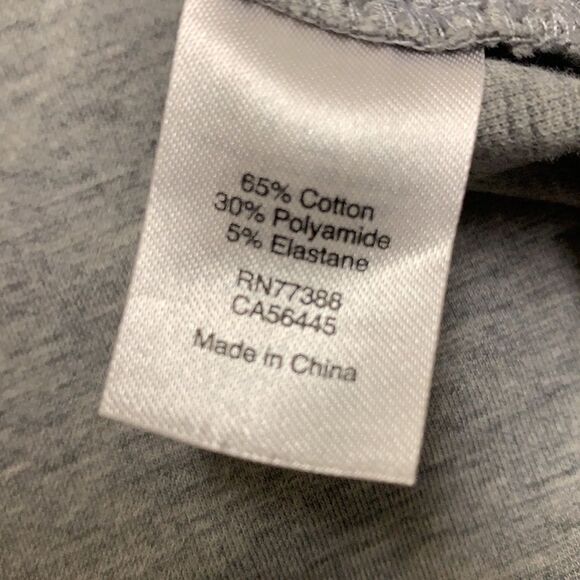 65% Cotton
30% Polyamide
5% Elastane
RN77388
CA56445
Made in China